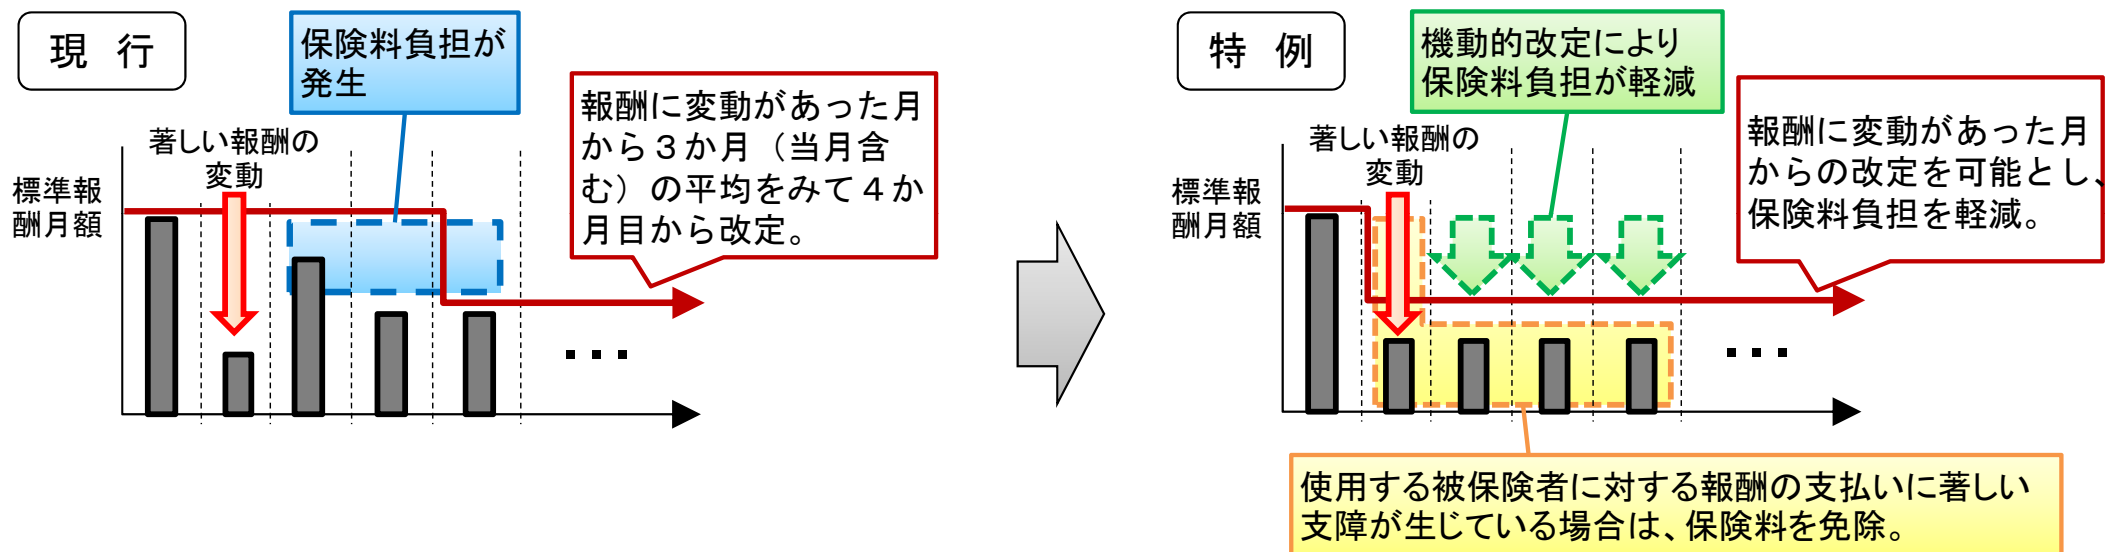 現 行
保険料負担が
発生
報酬に変動があった月
から３か月（当月含
む）の平均をみて４か
月目から改定。
著しい報酬の
変動
標準報
酬月額
・・・
特 例
機動的改定により
保険料負担が軽減
報酬に変動があった月
からの改定を可能とし、
保険料負担を軽減。
著しい報酬の
変動
標準報
酬月額
・・・
使用する被保険者に対する報酬の支払いに著しい
支障が生じている場合は、保険料を免除。